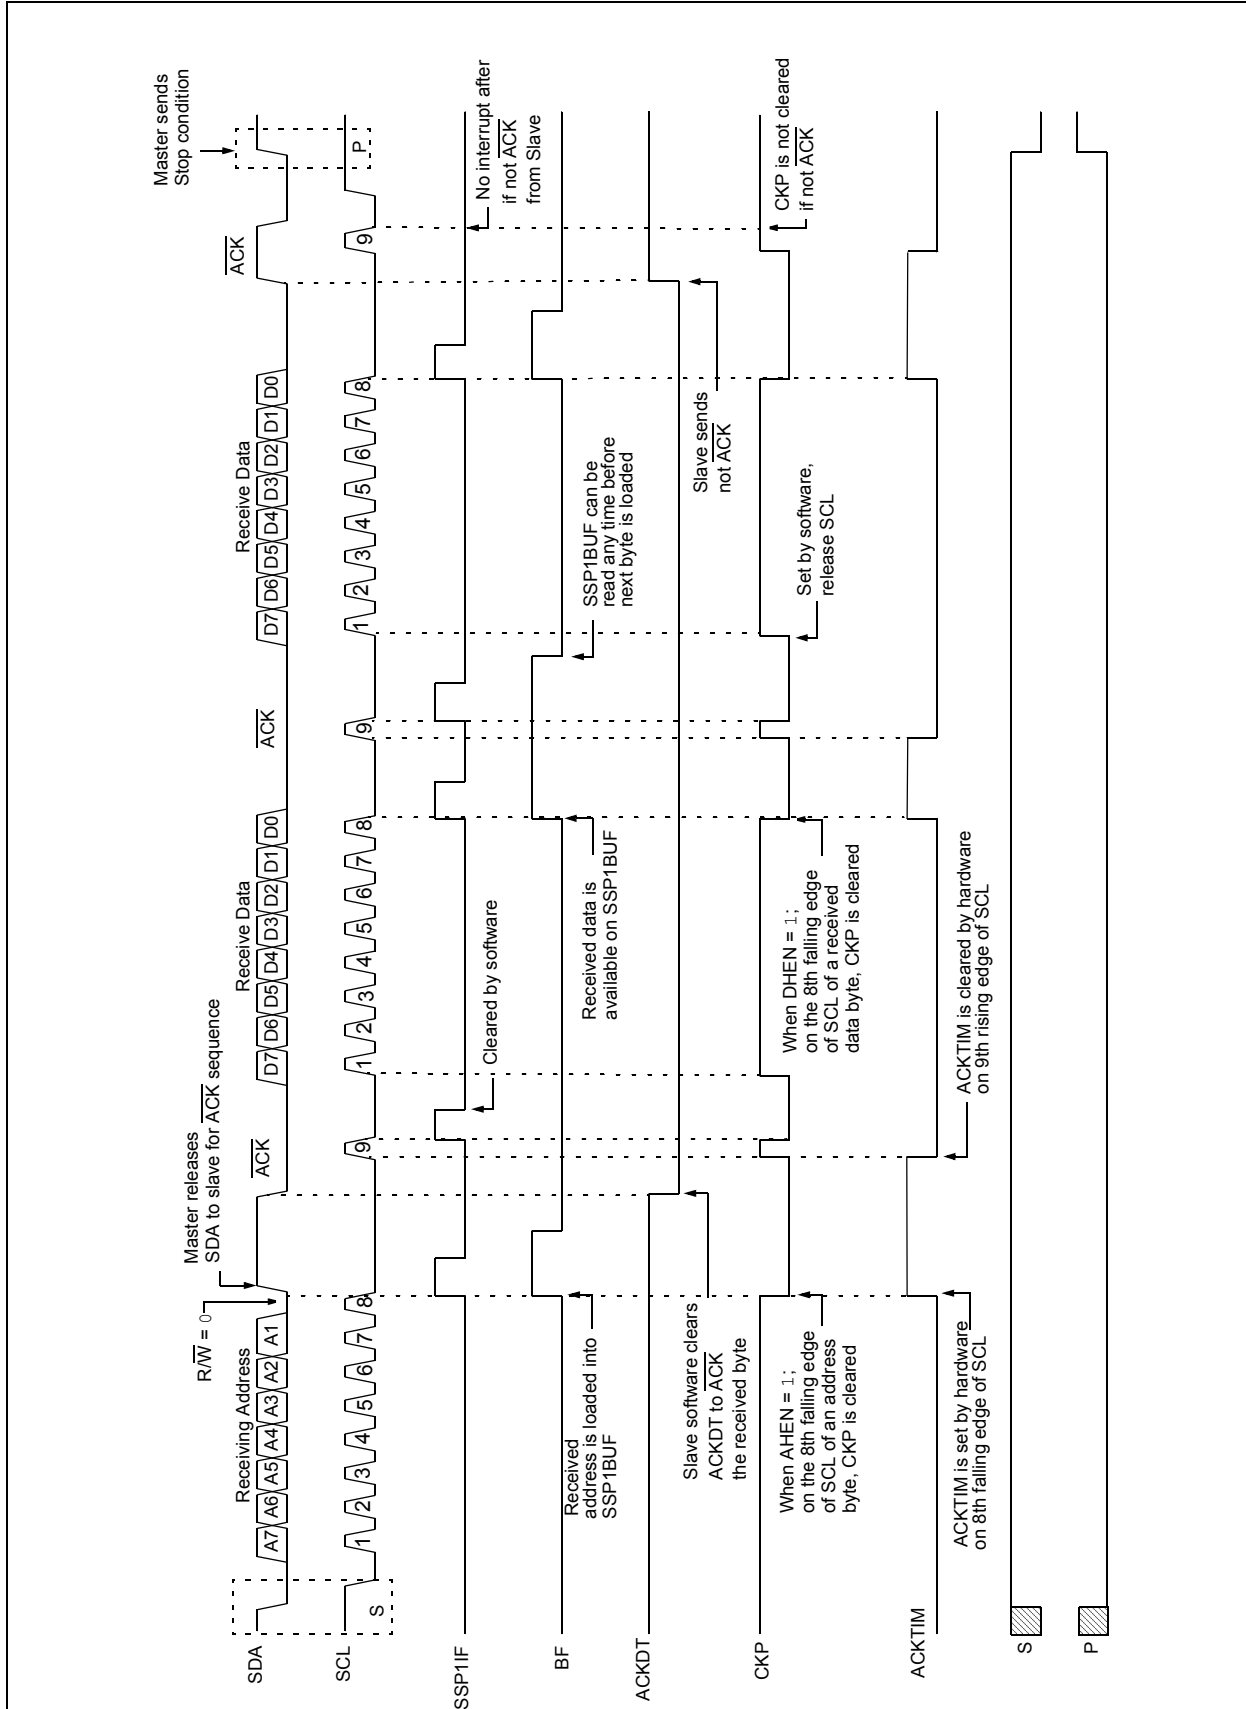 Master releases
SDA to slave for ACK sequence
Master sends
Stop condition
R/W = 0
Receiving Address
ACK
Receive Data
ACK
Receive Data
ACK
SDA
A7 A6 A5 A4 A3 A2 A1
D7 D6 D5 D4 D3 D2 D1 D0
D7 D6 D5 D4 D3 D2 D1 D0
SCL
S
1 2 3 4 5 6 7 8
9
1 2 3 4 5 6 7 8
9
1 2 3 4 5 6 7 8
9
P
SSP1IF
Cleared by software
No interrupt after
if not ACK
from Slave
BF
Received
address is loaded into
SSP1BUF
Received data is
available on SSP1BUF
SSP1BUF can be
read any time before
next byte is loaded
ACKDT
Slave software clears
ACKDT to ACK
the received byte
Slave sends
not ACK
CKP
When AHEN = 1;
on the 8th falling edge
of SCL of an address
byte, CKP is cleared
When DHEN = 1;
on the 8th falling edge
of SCL of a received
data byte, CKP is cleared
Set by software,
release SCL
CKP is not cleared
if not ACK
ACKTIM
ACKTIM is set by hardware
on 8th falling edge of SCL
ACKTIM is cleared by hardware
on 9th rising edge of SCL
S
P